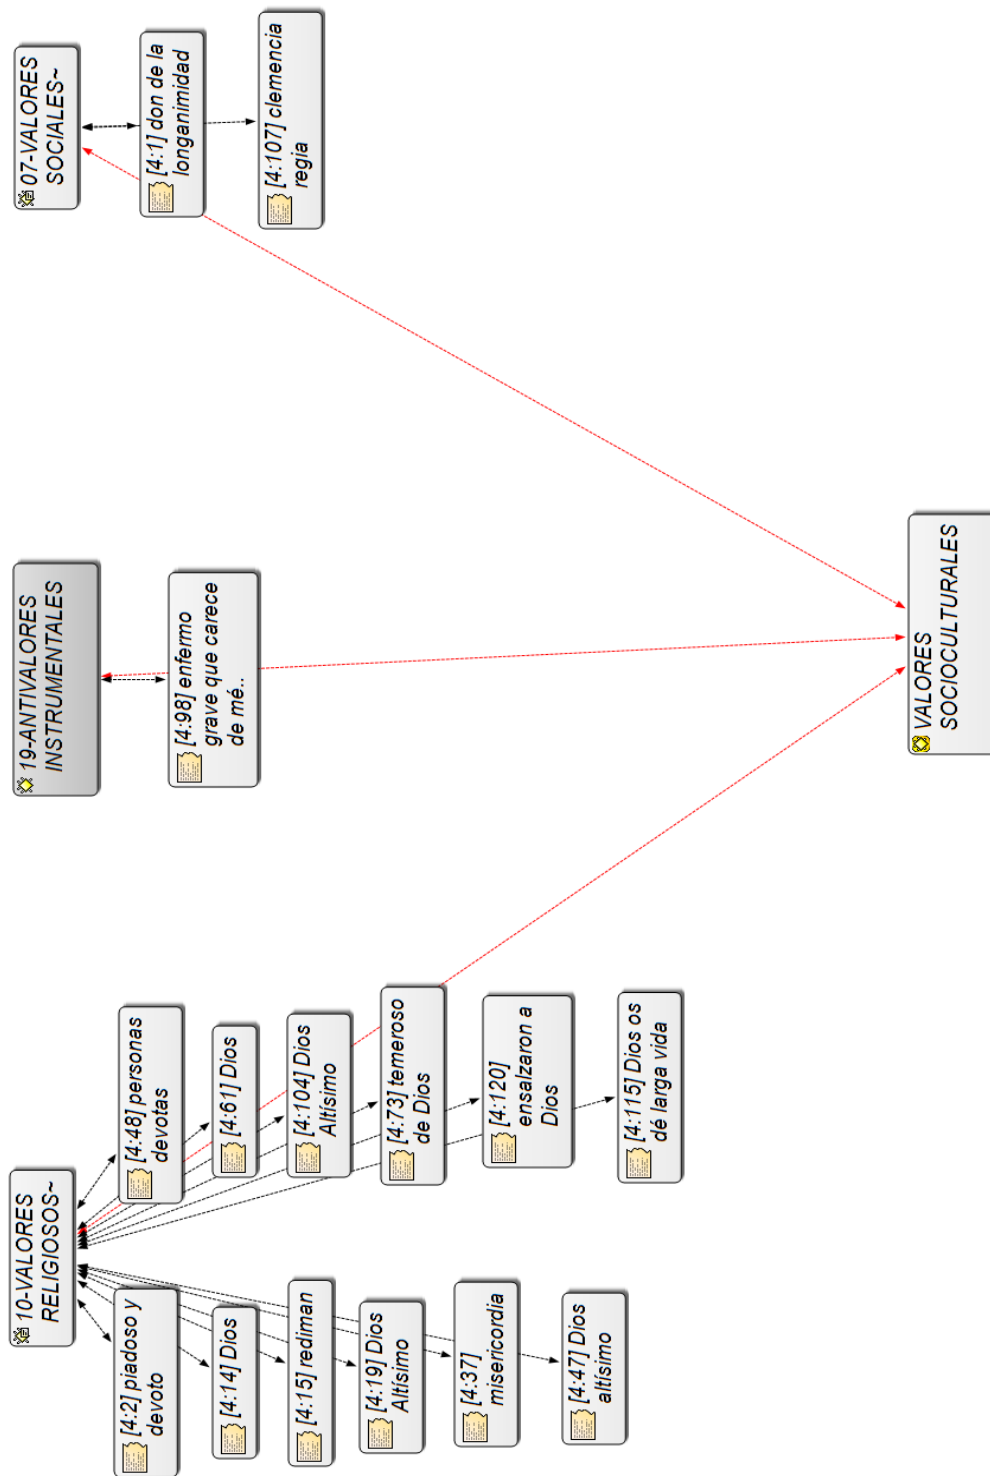 10-VALORES
RELIGIOSOS~
[4:2] piadoso y
devoto
[4:14] Dios
[4:15] rediman
[4:19] Dios
Altísimo
[4:37]
misericordia
[4:47] Dios
altísimo
[4:48] personas
devotas
[4:61] Dios
[4:104] Dios
Altísimo
[4:73] temeroso
de Dios
[4:120]
ensalzaron a
Dios
[4:115] Dios os
dé larga vida
19-ANTIVALORES
INSTRUMENTALES
[4:98] enfermo
grave que carece
de mé..
07-VALORES
SOCIALES~
[4:1] don de la
longanimidad
[4:107] clemencia
regia
VALORES
SOCIOCULTURALES